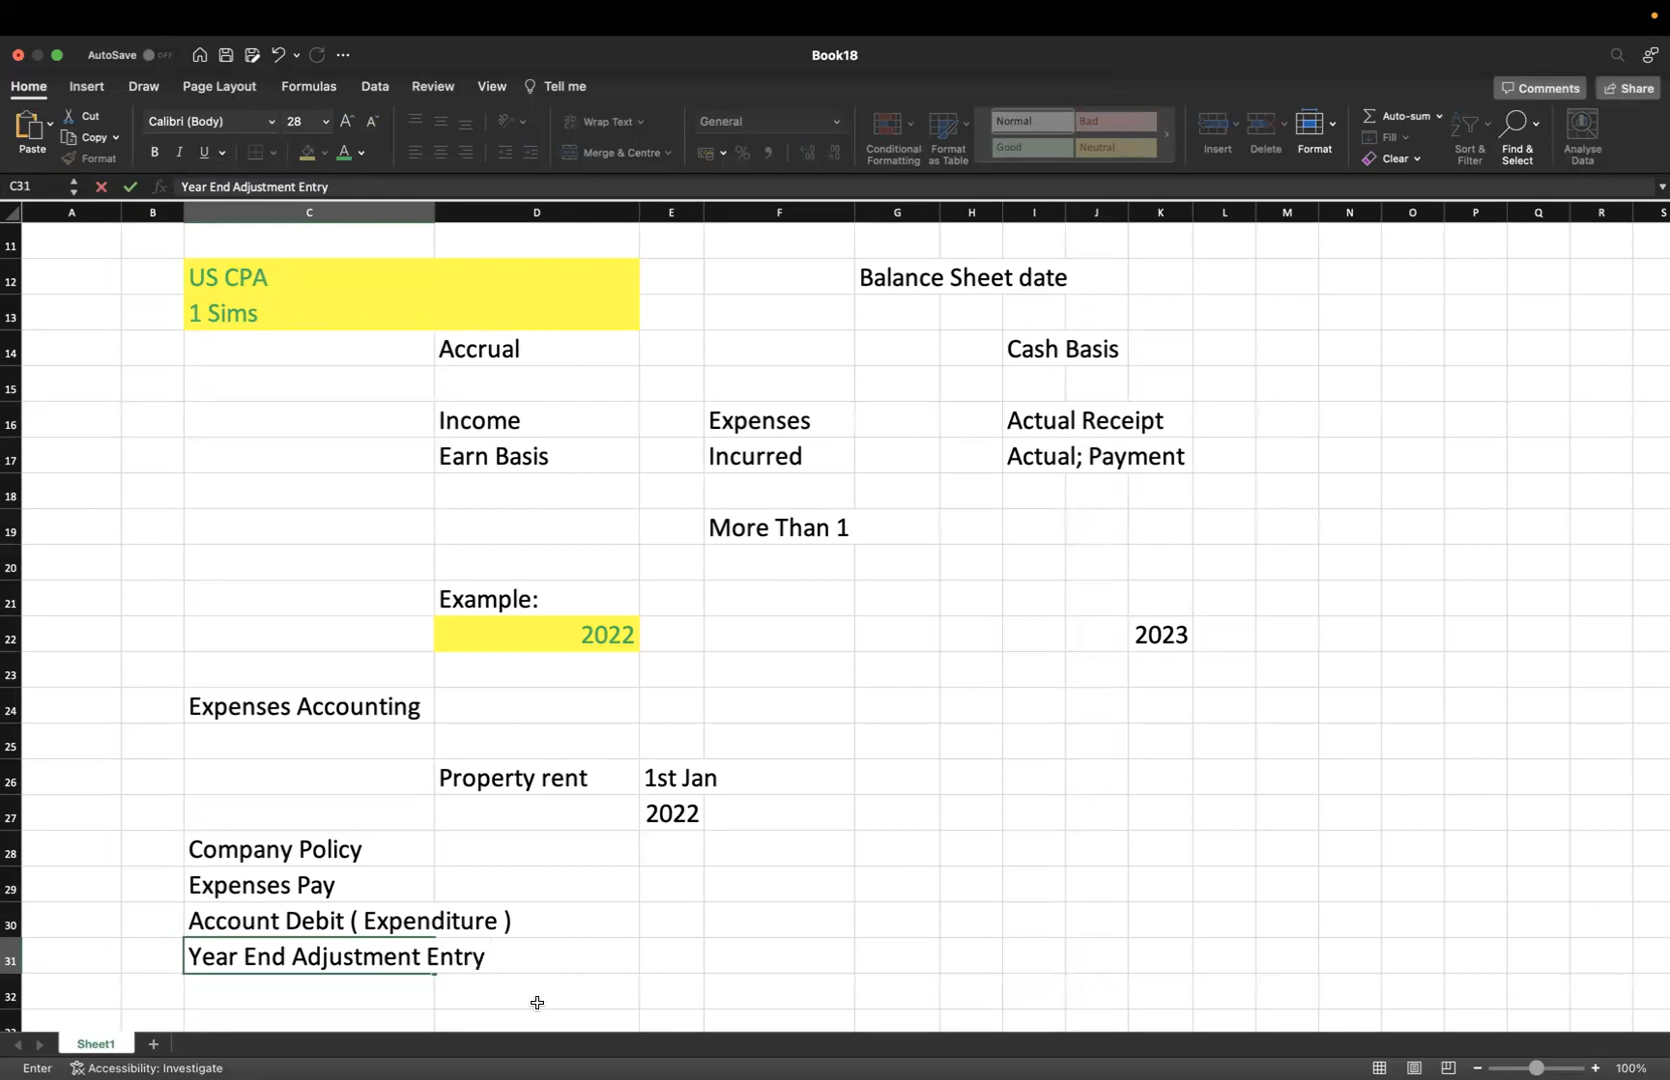 Book18
AutoSave OFF
Home Insert Draw Page Layout Formulas Data Review View Tell me
Comments Share
Paste
Cut
Copy
Format
Calibri (Body) 28 A A
B I U A
Wrap Text
Merge & Centre
General
%
Conditional Formatting
Format as Table
Normal Bad
Good Neutral
Insert Delete Format
Auto-sum
Fill
Clear
Sort & Filter
Find & Select
Analyse Data
C31 fx Year End Adjustment Entry
A B C D E F G H I J K L M N O P Q R S
11
12 US CPA Balance Sheet date
13 1 Sims
14 Accrual Cash Basis
15
16 Income Expenses Actual Receipt
17 Earn Basis Incurred Actual; Payment
18
19 More Than 1
20
21 Example:
22 2022 2023
23
24 Expenses Accounting
25
26 Property rent 1st Jan
27 2022
28 Company Policy
29 Expenses Pay
30 Account Debit ( Expenditure )
31 Year End Adjustment Entry
32
Sheet1 +
Enter Accessibility: Investigate 100%